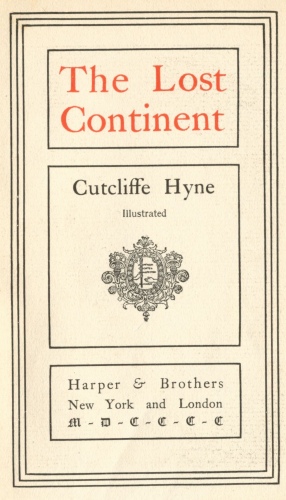 The Lost
Continent
Cutcliffe Hyne
Illustrated
Harper & Brothers
New York and London
M - D - C - C - C - C